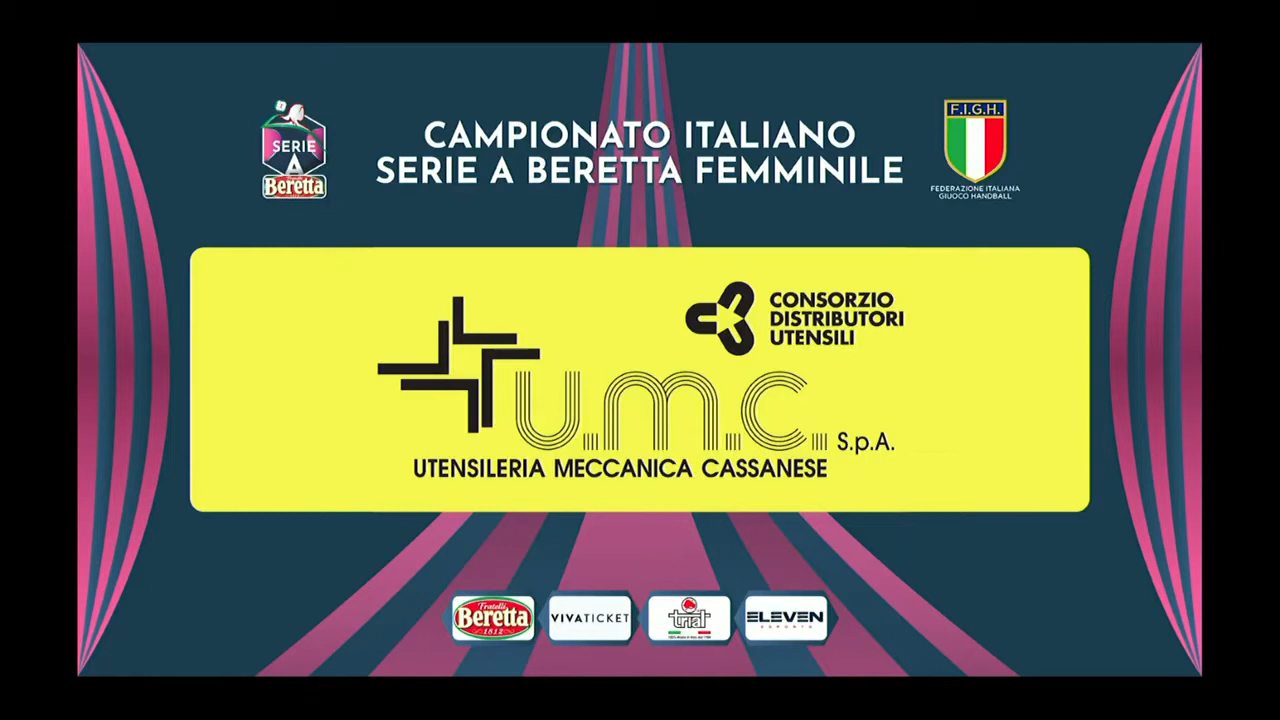 SERIE
A
Beretta
CAMPIONATO ITALIANO
SERIE A BERETTA FEMMINILE
F.I.G.H.
FEDERAZIONE ITALIANA
GIUOCO HANDBALL
CONSORZIO
DISTRIBUTORI
UTENSILI
u.m.c. S.p.A.
UTENSILERIA MECCANICA CASSANESE
Fratelli
Beretta
1812
VIVATICKET
trial
ELEVEN
SPORTS